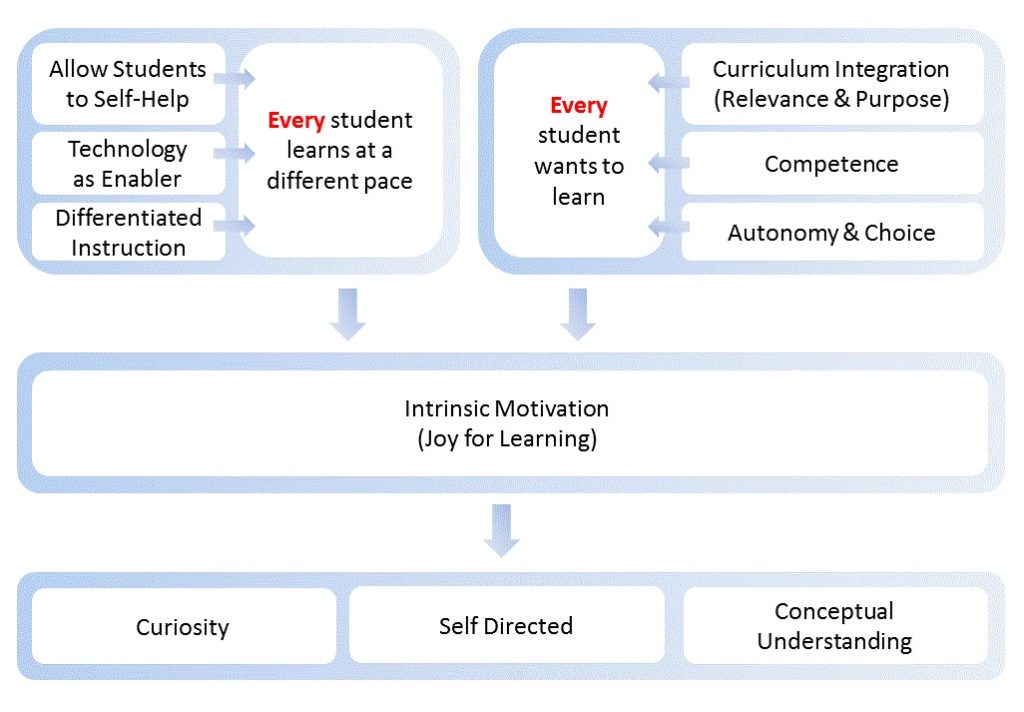 Allow Students
to Self-Help
Technology
as Enabler
Differentiated
Instruction
Every student
learns at a
different pace
Every
student
wants to
learn
Curriculum Integration
(Relevance & Purpose)
Competence
Autonomy & Choice
Intrinsic Motivation
(Joy for Learning)
Curiosity
Self Directed
Conceptual
Understanding